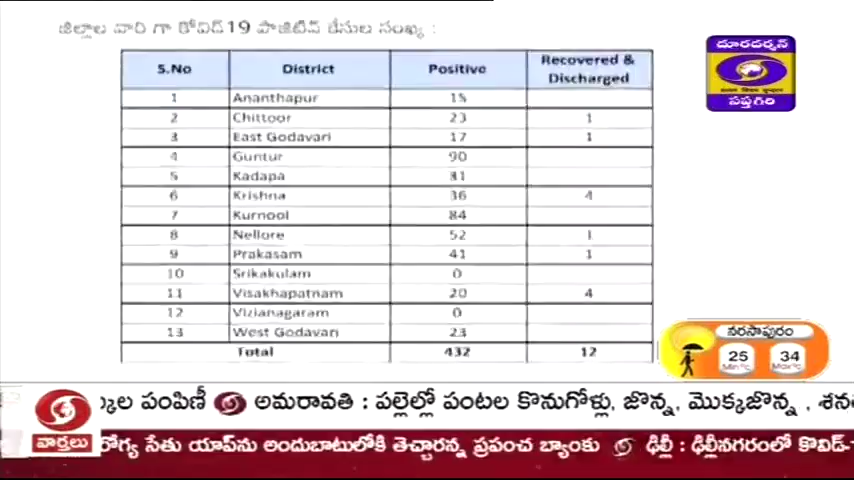 జిల్లాల వారి గా కోవిడ్ 19 పాజిటివ్ కేసుల సంఖ్య :
S.No District Positive Recovered & Discharged
1 Ananthapur 15
2 Chittoor 23 1
3 East Godavari 17 1
4 Guntur 90
5 Kadapa 31
6 Krishna 36 4
7 Kurnool 84
8 Nellore 52 1
9 Prakasam 41 1
10 Srikakulam 0
11 Visakhapatnam 20 4
12 Vizianagaram 0
13 West Godavari 23
Total 432 12
దూరదర్శన్
సప్తగిరి
నరసాపురం
25 34
Min°c Max°c
పంపిణీ అమరావతి : పల్లెల్లో పంటల కొనుగోళ్లు, జొన్న, మొక్కజొన్న , శనత
వార్తలు
రోగ్య సేతు యాప్‌ను అందుబాటులోకి తెచ్చారన్న ప్రపంచ బ్యాంకు ఢిల్లీ : ఢిల్లీనగరంలో కొవిడ్-